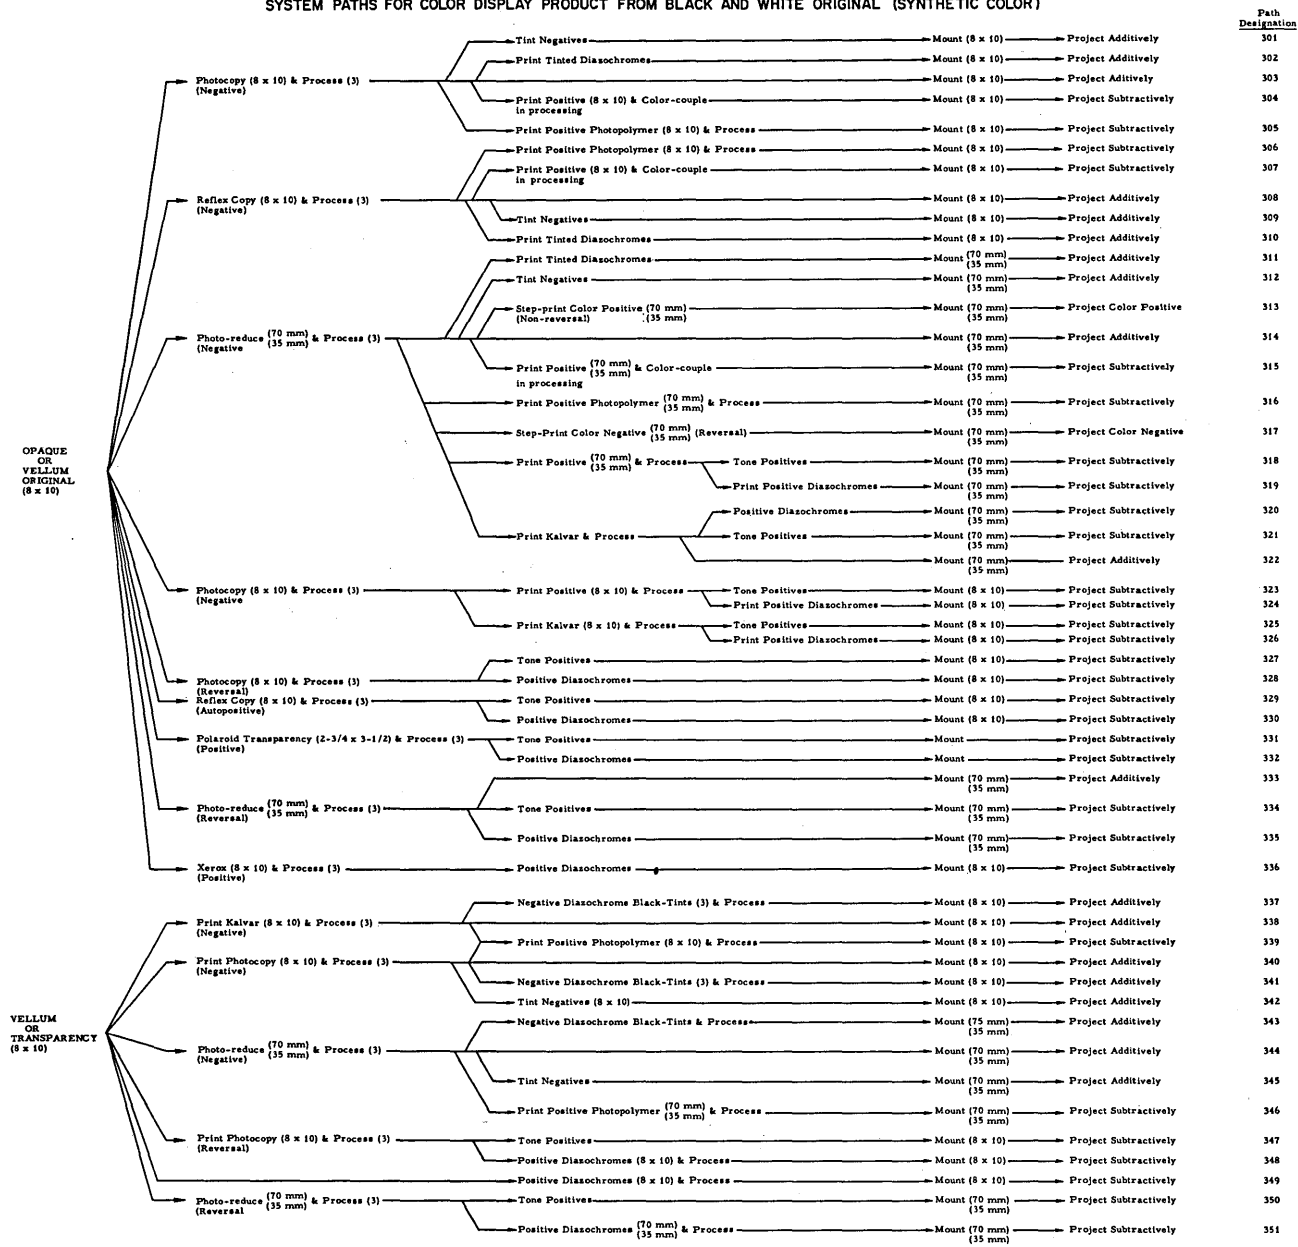 SYSTEM PATHS FOR COLOR DISPLAY PRODUCT FROM BLACK AND WHITE ORIGINAL (SYNTHETIC COLOR)
Path
Designation
Tint Negatives Mount (8 x 10) Project Additively 301
Print Tinted Diazochromes Mount (8 x 10) Project Additively 302
Photocopy (8 x 10) & Process (3) Mount (8 x 10) Project Aditively 303
(Negative)
Print Positive (8 x 10) & Color-couple Mount (8 x 10) Project Subtractively 304
in processing
Print Positive Photopolymer (8 x 10) & Process Mount (8 x 10) Project Subtractively 305
Print Positive Photopolymer (8 x 10) & Process Mount (8 x 10) Project Subtractively 306
Print Positive (8 x 10) & Color-couple Mount (8 x 10) Project Subtractively 307
in processing
Reflex Copy (8 x 10) & Process (3) Mount (8 x 10) Project Additively 308
(Negative)
Tint Negatives Mount (8 x 10) Project Additively 309
Print Tinted Diazochromes Mount (8 x 10) Project Additively 310
Print Tinted Diazochromes Mount (70 mm) Project Additively 311
(35 mm)
Tint Negatives Mount (70 mm) Project Additively 312
(35 mm)
Step-print Color Positive (70 mm) Mount (70 mm) Project Color Positive 313
(Non-reversal) (35 mm) (35 mm)
Photo-reduce (70 mm) & Process (3) Mount (70 mm) Project Additively 314
(Negative (35 mm) (35 mm)
Print Positive (70 mm) & Color-couple Mount (70 mm) Project Subtractively 315
(35 mm) (35 mm)
in processing
Print Positive Photopolymer (70 mm) & Process Mount (70 mm) Project Subtractively 316
(35 mm) (35 mm)
Step-Print Color Negative (70 mm) (Reversal) Mount (70 mm) Project Color Negative 317
(35 mm) (35 mm)
OPAQUE
OR
VELLUM
ORIGINAL
(8 x 10)
Print Positive (70 mm) & Process Tone Positives Mount (70 mm) Project Subtractively 318
(35 mm) (35 mm)
Print Positive Diazochromes Mount (70 mm) Project Subtractively 319
(35 mm)
Positive Diazochromes Mount (70 mm) Project Subtractively 320
(35 mm)
Print Kalvar & Process Tone Positives Mount (70 mm) Project Subtractively 321
(35 mm)
Mount (70 mm) Project Additively 322
(35 mm)
Photocopy (8 x 10) & Process (3) Print Positive (8 x 10) & Process Tone Positives Mount (8 x 10) Project Subtractively 323
(Negative
Print Positive Diazochromes Mount (8 x 10) Project Subtractively 324
Print Kalvar (8 x 10) & Process Tone Positives Mount (8 x 10) Project Subtractively 325
Print Positive Diazochromes Mount (8 x 10) Project Subtractively 326
Tone Positives Mount (8 x 10) Project Subtractively 327
Photocopy (8 x 10) & Process (3) Positive Diazochromes Mount (8 x 10) Project Subtractively 328
(Reversal)
Reflex Copy (8 x 10) & Process (3) Tone Positives Mount (8 x 10) Project Subtractively 329
(Autopositive)
Positive Diazochromes Mount (8 x 10) Project Subtractively 330
Polaroid Transparency (2-3/4 x 3-1/2) & Process (3) Tone Positives Mount Project Subtractively 331
(Positive)
Positive Diazochromes Mount Project Subtractively 332
Mount (70 mm) Project Additively 333
(35 mm)
Photo-reduce (70 mm) & Process (3) Tone Positives Mount (70 mm) Project Subtractively 334
(Reversal) (35 mm) (35 mm)
Positive Diazochromes Mount (70 mm) Project Subtractively 335
(35 mm)
Xerox (8 x 10) & Process (3) Positive Diazochromes Mount (8 x 10) Project Subtractively 336
(Positive)
Negative Diazochrome Black-Tints (3) & Process Mount (8 x 10) Project Additively 337
Print Kalvar (8 x 10) & Process (3) Mount (8 x 10) Project Additively 338
(Negative)
Print Positive Photopolymer (8 x 10) & Process Mount (8 x 10) Project Subtractively 339
Print Photocopy (8 x 10) & Process (3) Mount (8 x 10) Project Additively 340
(Negative)
Negative Diazochrome Black-Tints (3) & Process Mount (8 x 10) Project Additively 341
Tint Negatives (8 x 10) Mount (8 x 10) Project Additively 342
VELLUM
OR
TRANSPARENCY
(8 x 10)
Negative Diazochrome Black-Tints & Process Mount (75 mm) Project Additively 343
(35 mm)
Photo-reduce (70 mm) & Process (3) Mount (70 mm) Project Additively 344
(Negative) (35 mm) (35 mm)
Tint Negatives Mount (70 mm) Project Additively 345
(35 mm)
Print Positive Photopolymer (70 mm) & Process Mount (70 mm) Project Subtractively 346
(35 mm) (35 mm)
Print Photocopy (8 x 10) & Process (3) Tone Positives Mount (8 x 10) Project Subtractively 347
(Reversal)
Positive Diazochromes (8 x 10) & Process Mount (8 x 10) Project Subtractively 348
Positive Diazochromes (8 x 10) & Process Mount (8 x 10) Project Subtractively 349
Photo-reduce (70 mm) & Process (3) Tone Positives Mount (70 mm) Project Subtractively 350
(Reversal (35 mm) (35 mm)
Positive Diazochromes (70 mm) & Process Mount (70 mm) Project Subtractively 351
(35 mm) (35 mm)